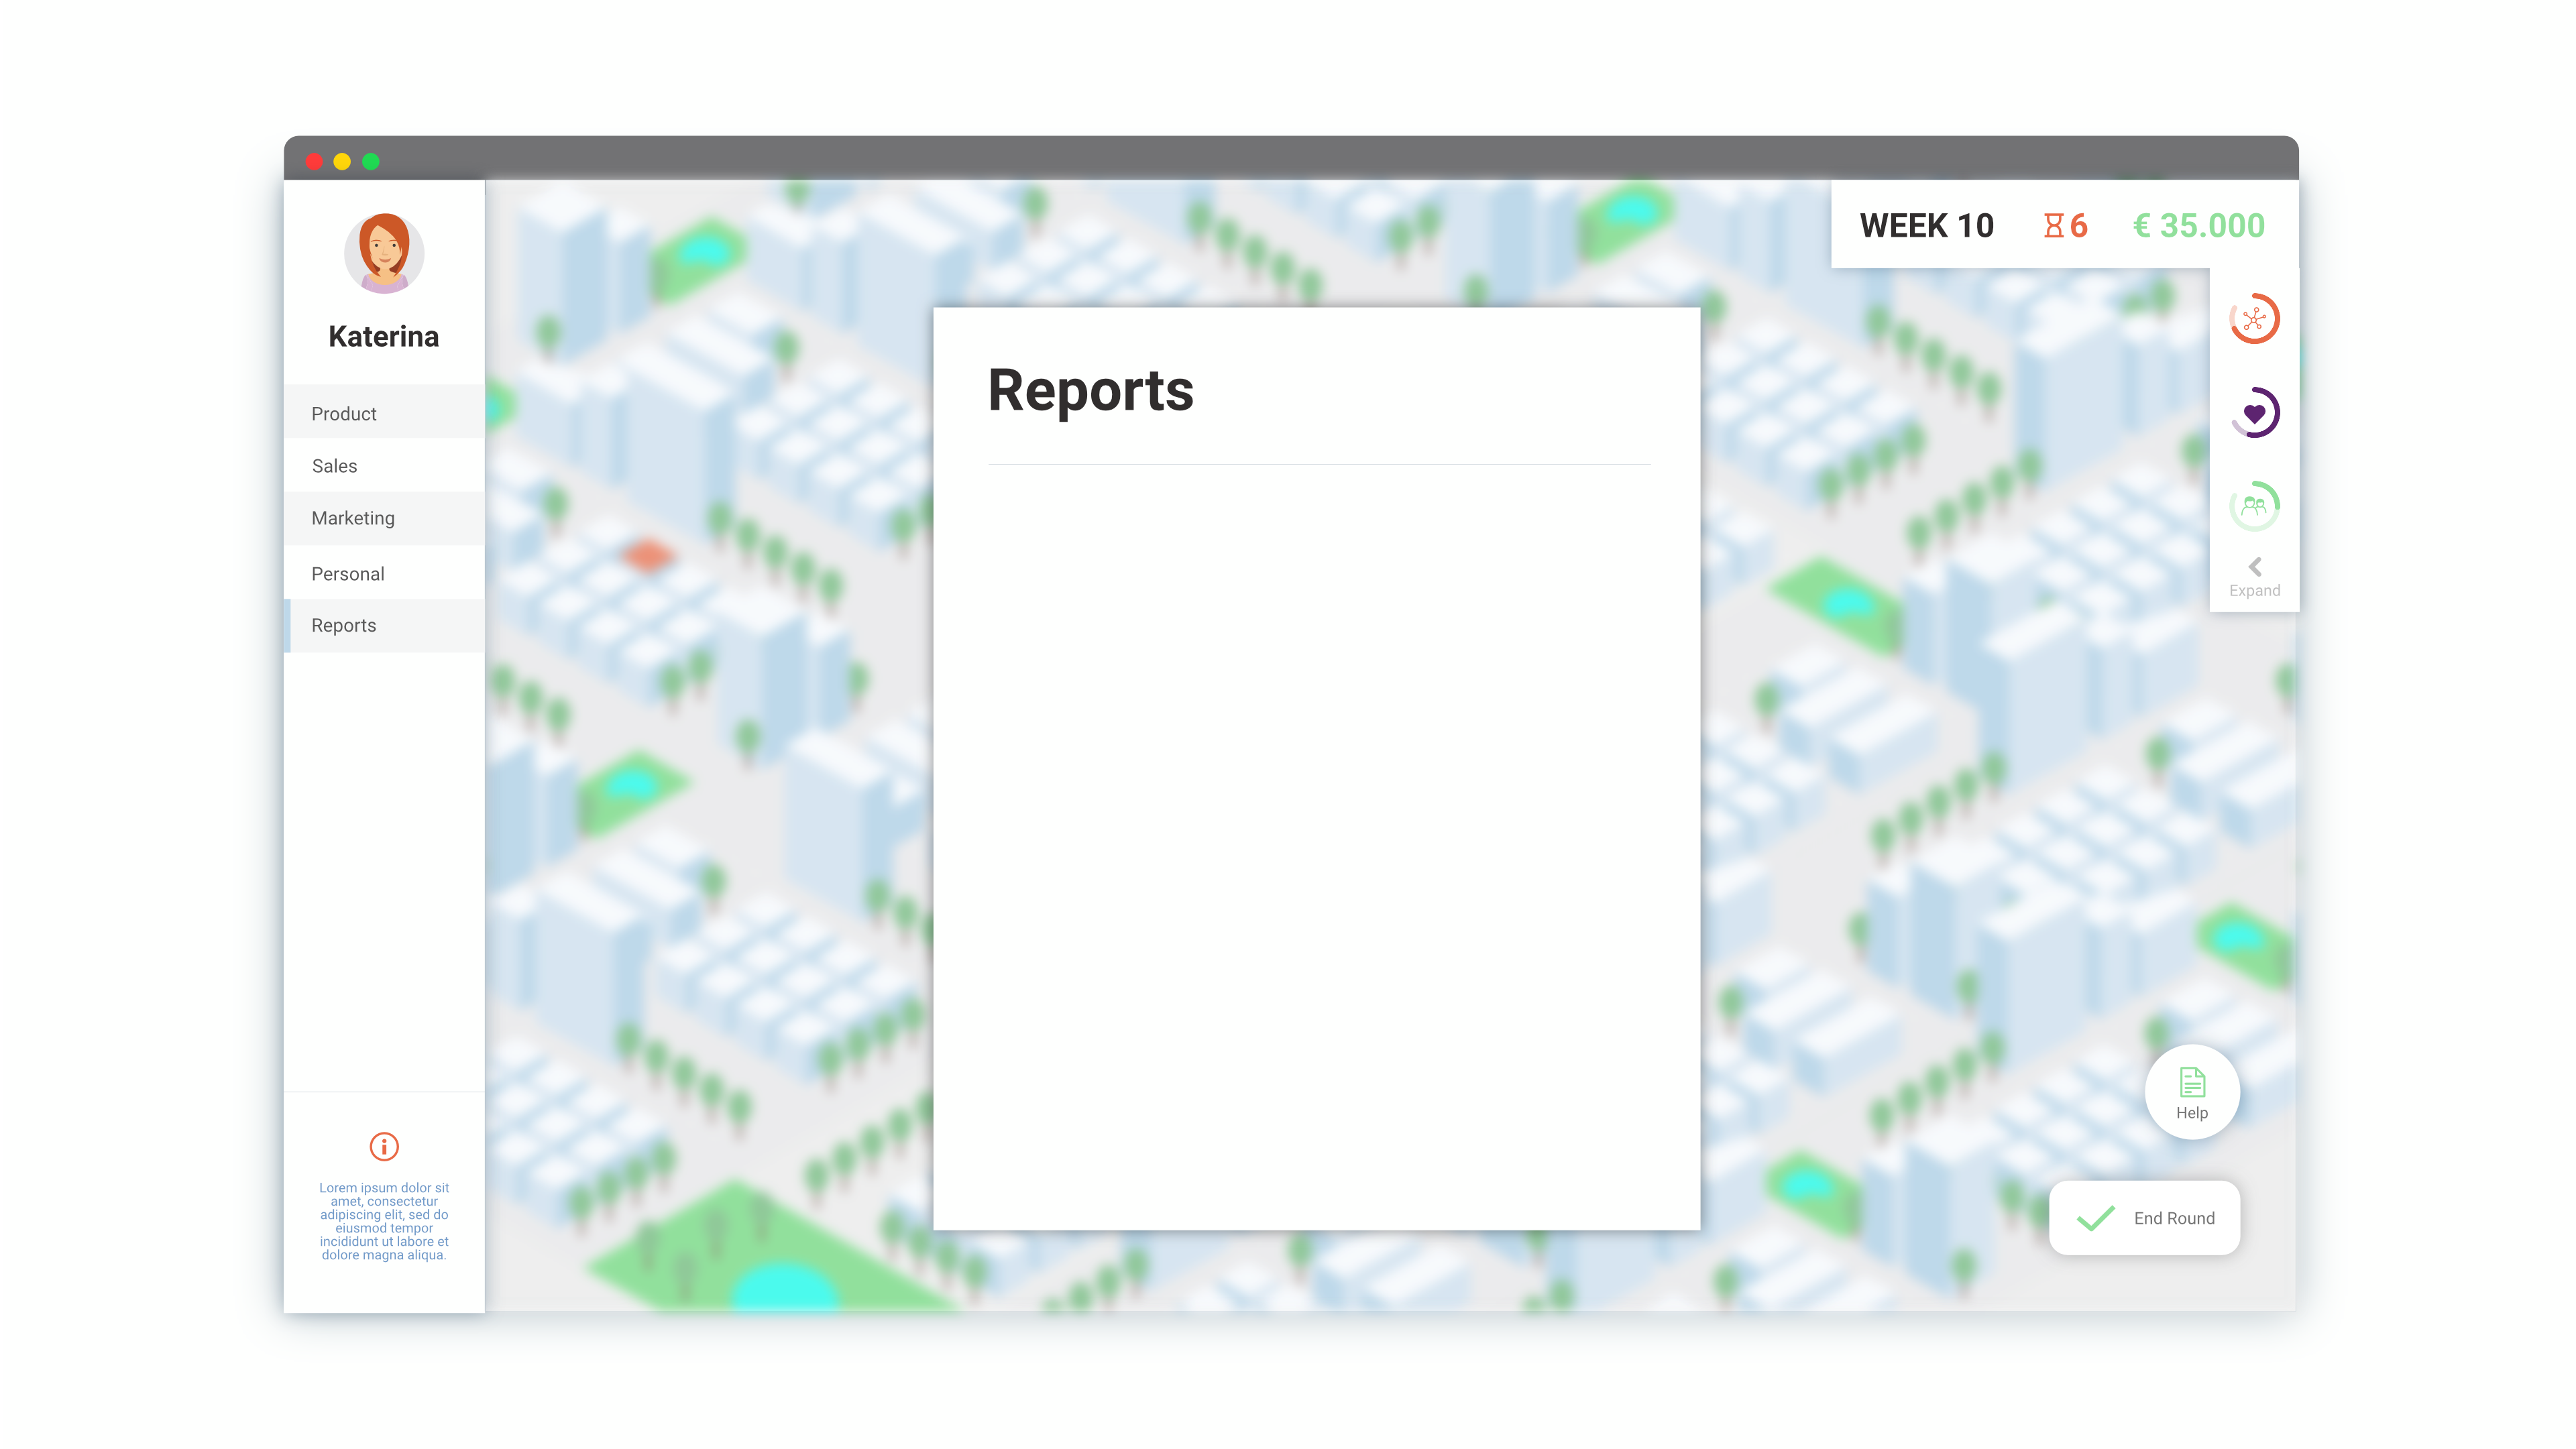 WEEK 10
6
€ 35.000
Katerina
Product
Sales
Marketing
Personal
Reports
Reports
Expand
Help
End Round
Lorem ipsum dolor sit
amet, consectetur
adipiscing elit, sed do
eiusmod tempor
incididunt ut labore et
dolore magna aliqua.